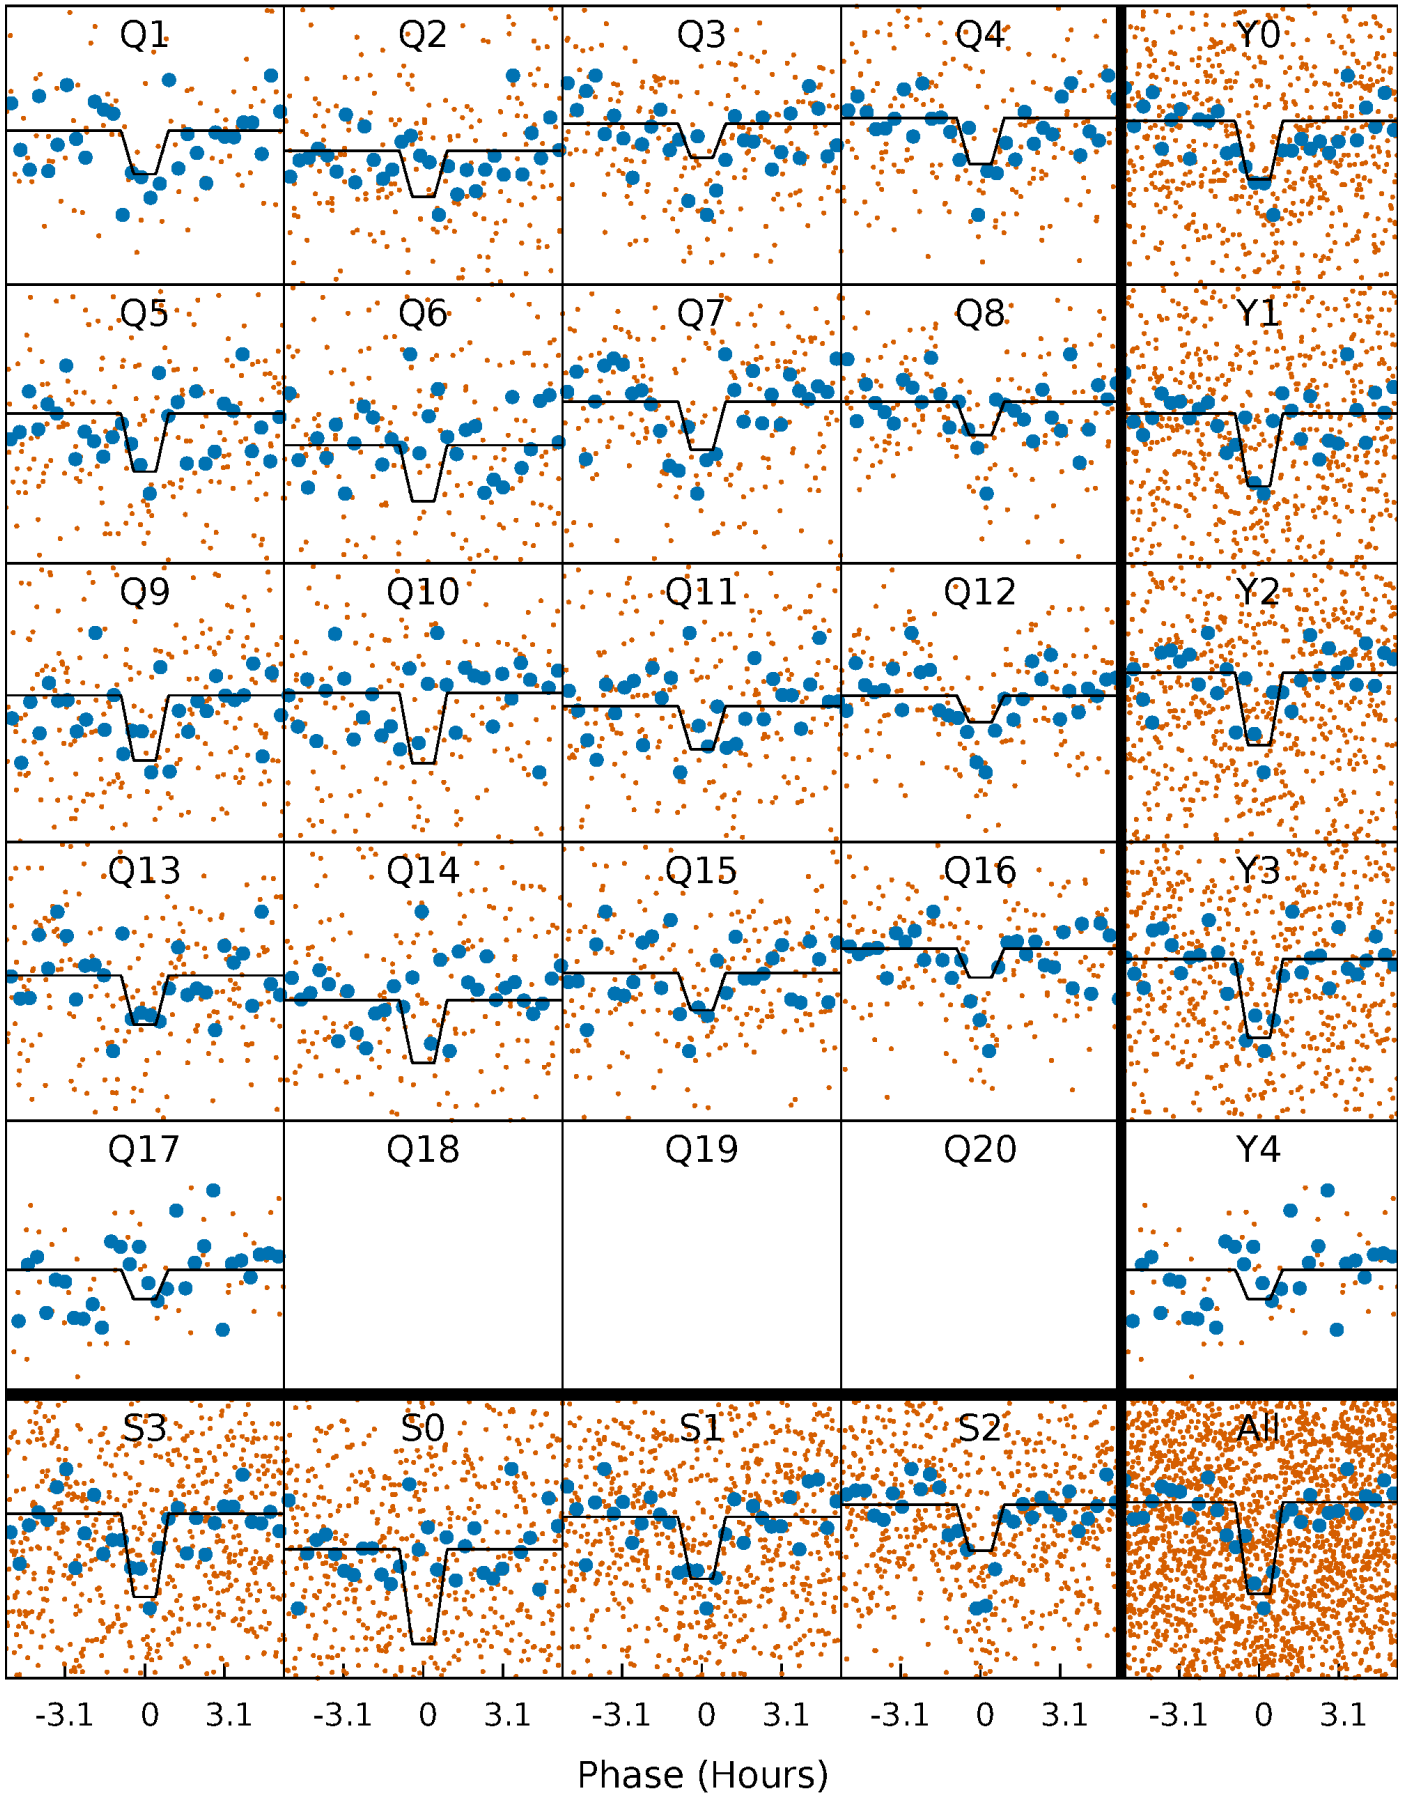 Q1 Q2 Q3 Q4 Y0
Q5 Q6 Q7 Q8 Y1
Q9 Q10 Q11 Q12 Y2
Q13 Q14 Q15 Q16 Y3
Q17 Q18 Q19 Q20 Y4
S3 S0 S1 S2 All
-3.1 0 3.1 -3.1 0 3.1 -3.1 0 3.1 -3.1 0 3.1 -3.1 0 3.1
Phase (Hours)